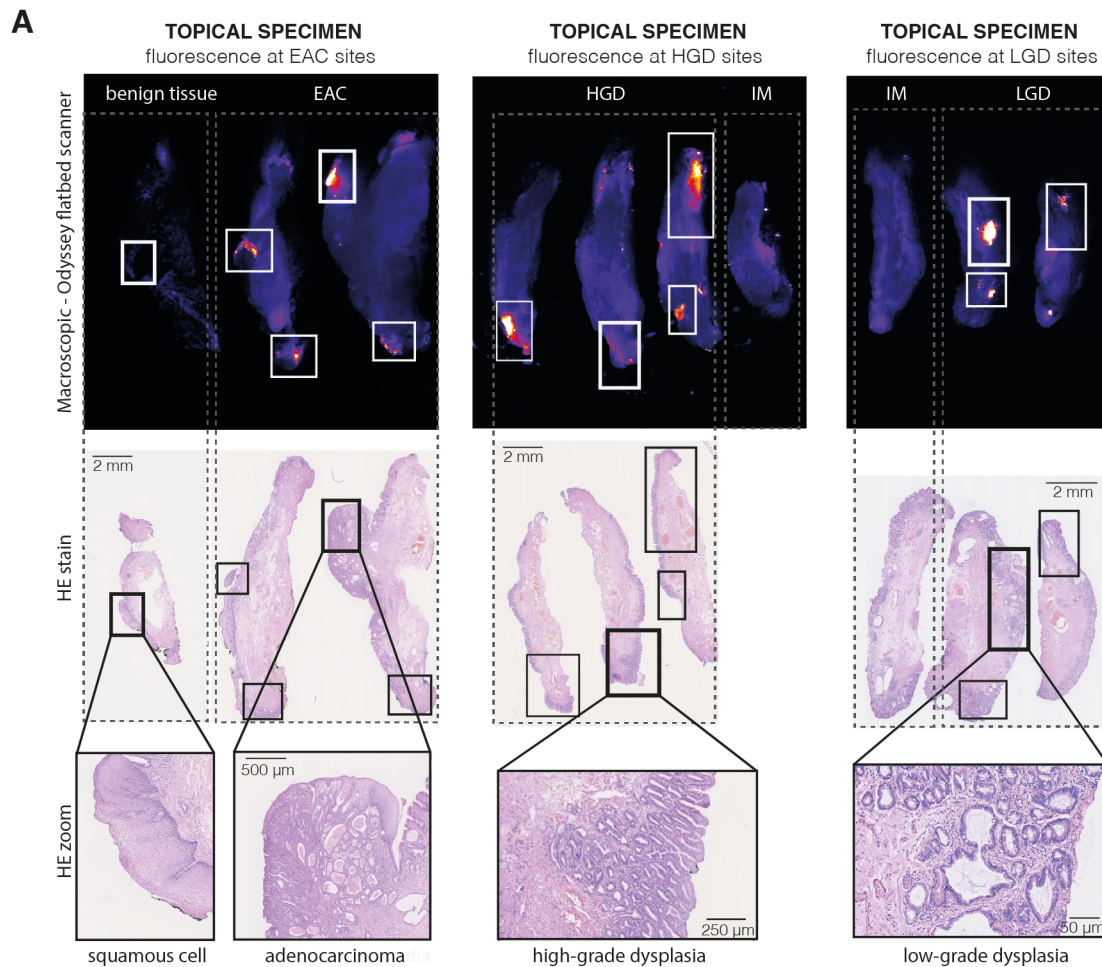 A
TOPICAL SPECIMEN
fluorescence at EAC sites
TOPICAL SPECIMEN
fluorescence at HGD sites
TOPICAL SPECIMEN
fluorescence at LGD sites
Macroscopic - Odyssey flatbed scanner
benign tissue
EAC
HGD
IM
IM
LGD
HE stain
2 mm
2 mm
2 mm
HE zoom
500 µm
250 µm
50 µm
squamous cell
adenocarcinoma
high-grade dysplasia
low-grade dysplasia